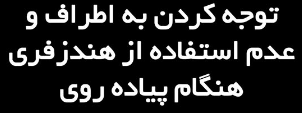 توجه کردن به اطراف و
عدم استفاده از هندزفری
هنگام پیاده روی